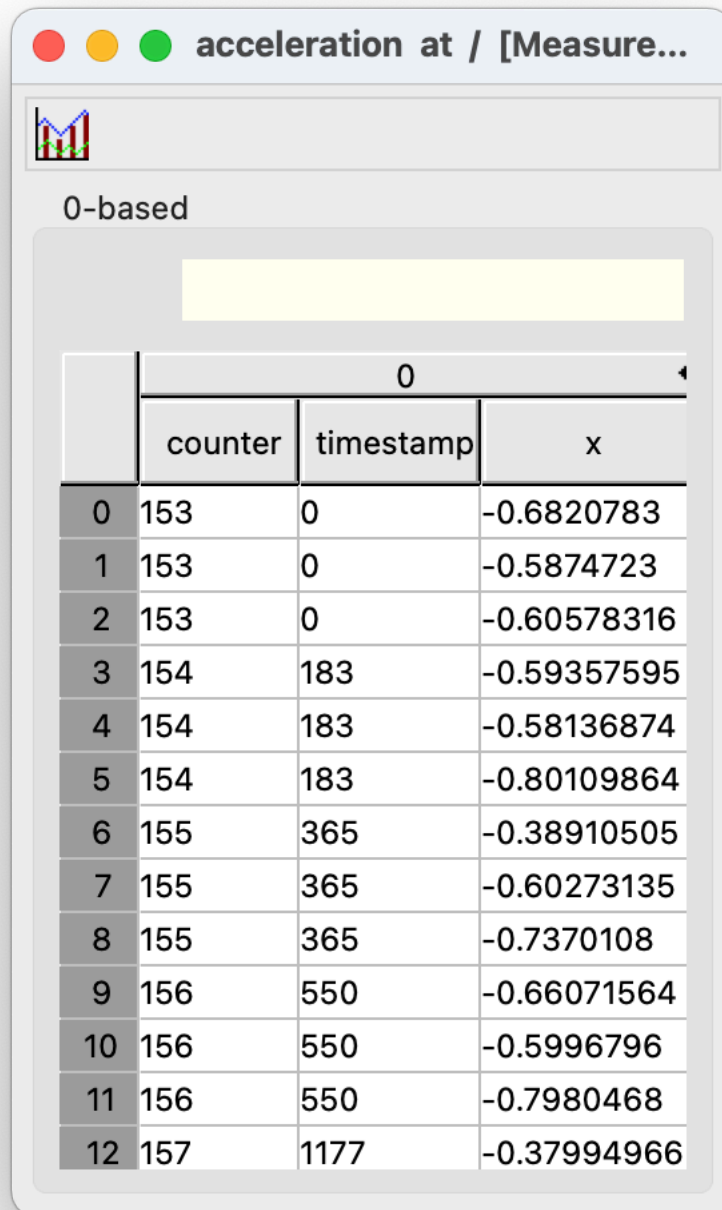 acceleration at / [Measure...
0-based
0
counter timestamp x
0 153 0 -0.6820783
1 153 0 -0.5874723
2 153 0 -0.60578316
3 154 183 -0.59357595
4 154 183 -0.58136874
5 154 183 -0.80109864
6 155 365 -0.38910505
7 155 365 -0.60273135
8 155 365 -0.7370108
9 156 550 -0.66071564
10 156 550 -0.5996796
11 156 550 -0.7980468
12 157 1177 -0.37994966